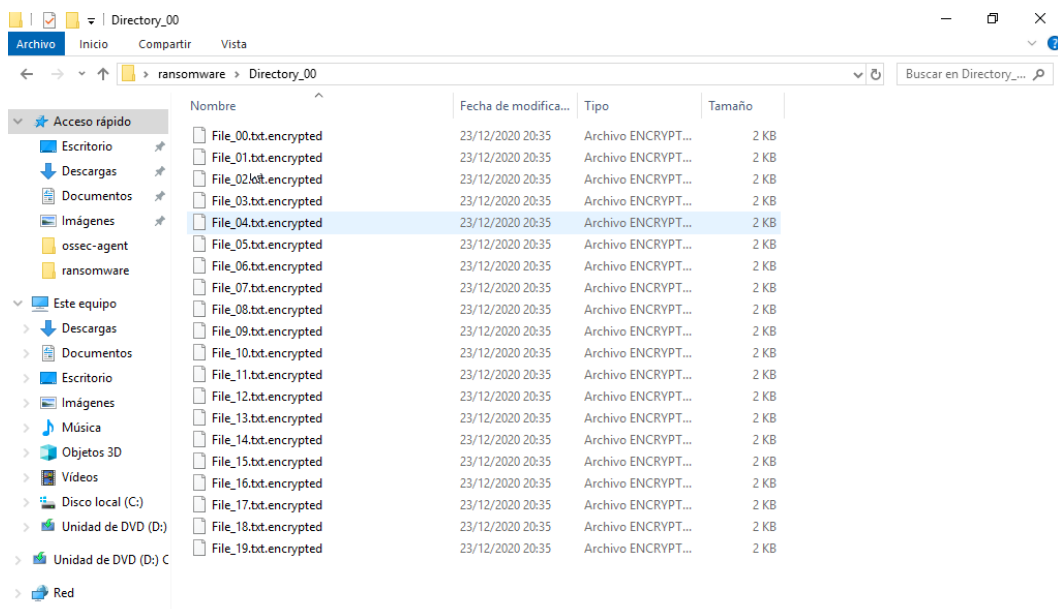 Directory_00
Archivo Inicio Compartir Vista
ransomware > Directory_00
Buscar en Directory_...
Nombre Fecha de modifica... Tipo Tamaño
Acceso rápido
Escritorio
Descargas
Documentos
Imágenes
ossec-agent
ransomware
Este equipo
Descargas
Documentos
Escritorio
Imágenes
Música
Objetos 3D
Vídeos
Disco local (C:)
Unidad de DVD (D:)
Unidad de DVD (D:) C
Red
File_00.txt.encrypted 23/12/2020 20:35 Archivo ENCRYPT... 2 KB
File_01.txt.encrypted 23/12/2020 20:35 Archivo ENCRYPT... 2 KB
File_02.txt.encrypted 23/12/2020 20:35 Archivo ENCRYPT... 2 KB
File_03.txt.encrypted 23/12/2020 20:35 Archivo ENCRYPT... 2 KB
File_04.txt.encrypted 23/12/2020 20:35 Archivo ENCRYPT... 2 KB
File_05.txt.encrypted 23/12/2020 20:35 Archivo ENCRYPT... 2 KB
File_06.txt.encrypted 23/12/2020 20:35 Archivo ENCRYPT... 2 KB
File_07.txt.encrypted 23/12/2020 20:35 Archivo ENCRYPT... 2 KB
File_08.txt.encrypted 23/12/2020 20:35 Archivo ENCRYPT... 2 KB
File_09.txt.encrypted 23/12/2020 20:35 Archivo ENCRYPT... 2 KB
File_10.txt.encrypted 23/12/2020 20:35 Archivo ENCRYPT... 2 KB
File_11.txt.encrypted 23/12/2020 20:35 Archivo ENCRYPT... 2 KB
File_12.txt.encrypted 23/12/2020 20:35 Archivo ENCRYPT... 2 KB
File_13.txt.encrypted 23/12/2020 20:35 Archivo ENCRYPT... 2 KB
File_14.txt.encrypted 23/12/2020 20:35 Archivo ENCRYPT... 2 KB
File_15.txt.encrypted 23/12/2020 20:35 Archivo ENCRYPT... 2 KB
File_16.txt.encrypted 23/12/2020 20:35 Archivo ENCRYPT... 2 KB
File_17.txt.encrypted 23/12/2020 20:35 Archivo ENCRYPT... 2 KB
File_18.txt.encrypted 23/12/2020 20:35 Archivo ENCRYPT... 2 KB
File_19.txt.encrypted 23/12/2020 20:35 Archivo ENCRYPT... 2 KB